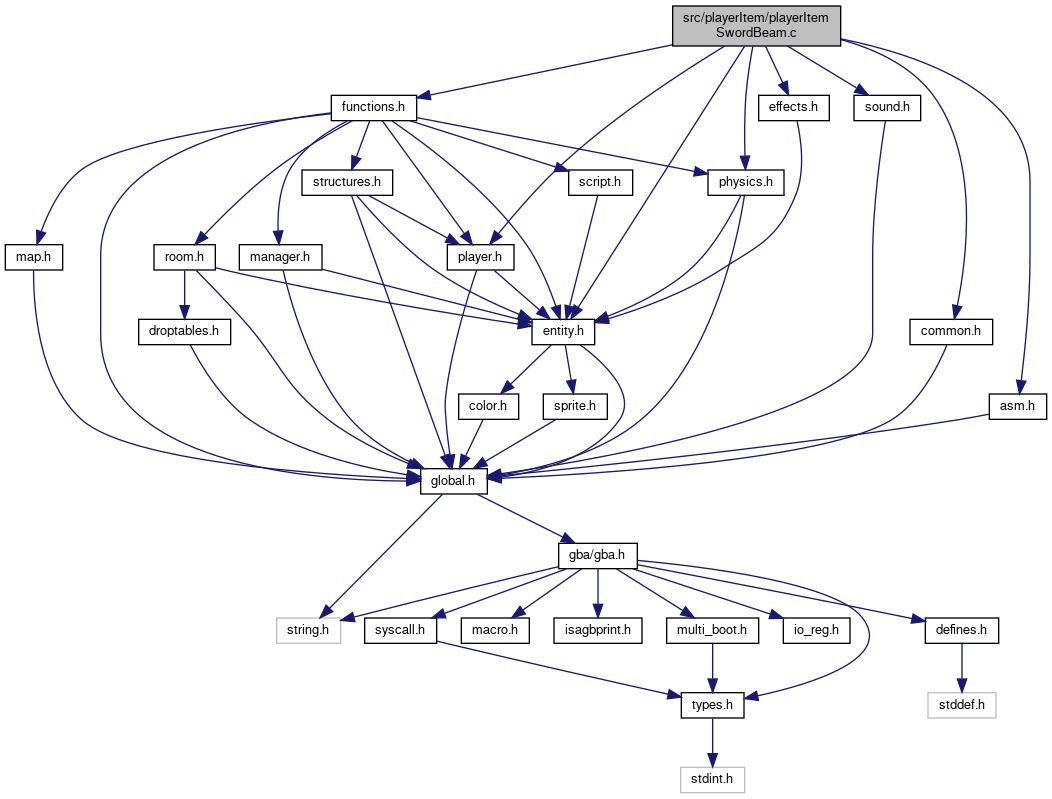 src/playerItem/playerItem
SwordBeam.c
functions.h
effects.h
sound.h
structures.h
script.h
physics.h
map.h
room.h
manager.h
player.h
droptables.h
entity.h
common.h
color.h
sprite.h
asm.h
global.h
gba/gba.h
string.h
syscall.h
macro.h
isagbprint.h
multi_boot.h
io_reg.h
defines.h
types.h
stddef.h
stdint.h